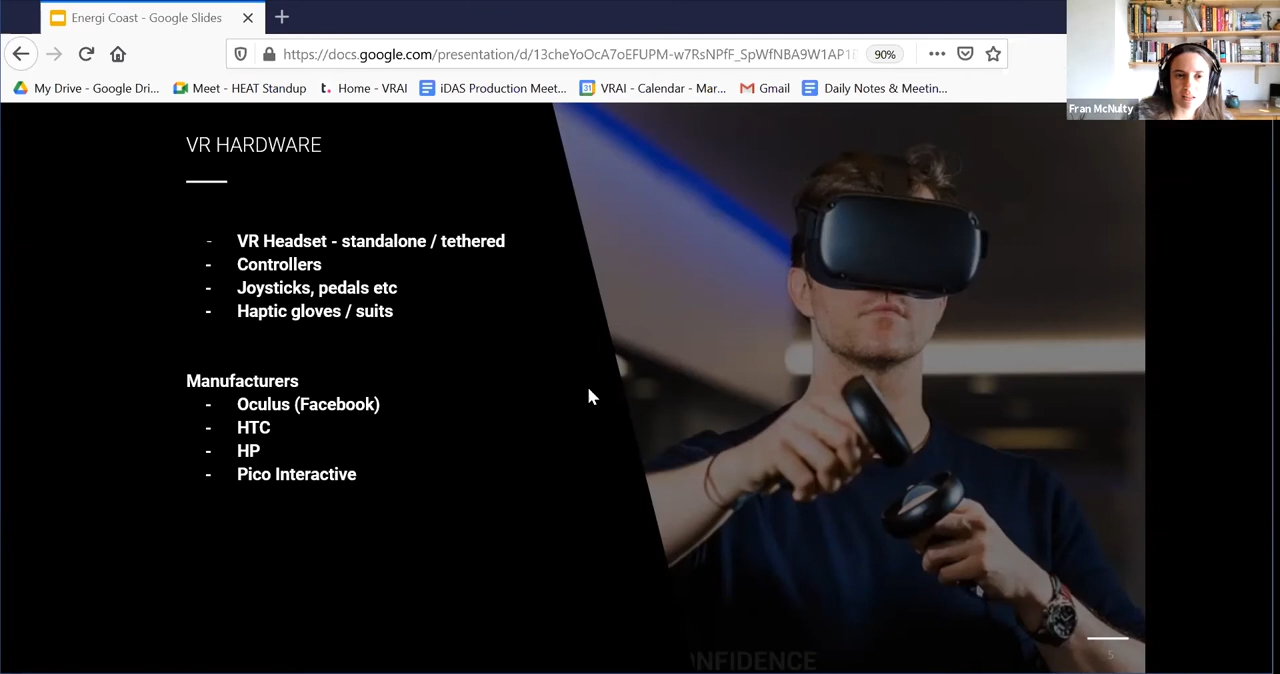 Energi Coast - Google Slides
https://docs.google.com/presentation/d/13cheYoOcA7oEFUPM-w7RsNPfF_SpWfNBA9W1AP1
90%
My Drive - Google Dri...
Meet - HEAT Standup
Home - VRAI
iDAS Production Meet...
VRAI - Calendar - Mar...
Gmail
Daily Notes & Meetin...
Fran McNulty
VR HARDWARE
- VR Headset - standalone / tethered
- Controllers
- Joysticks, pedals etc
- Haptic gloves / suits
Manufacturers
- Oculus (Facebook)
- HTC
- HP
- Pico Interactive
NFIDENCE
5